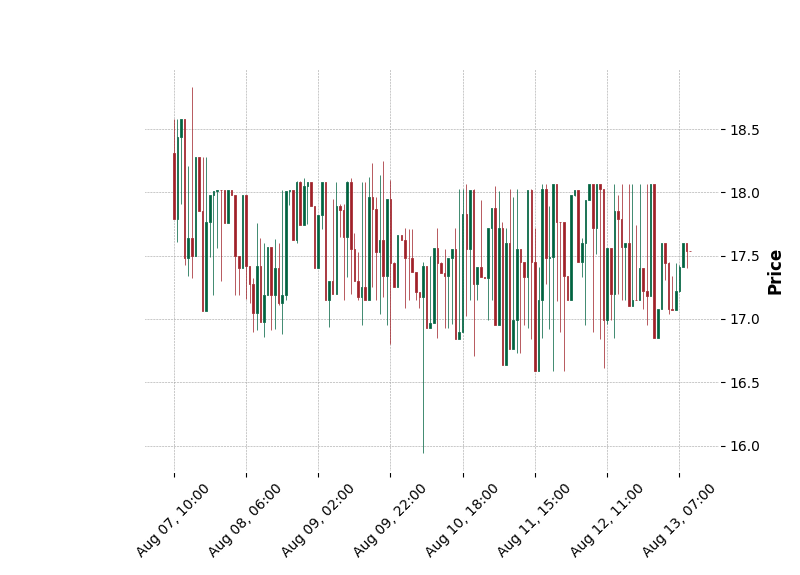 18.5
18.0
17.5
17.0
16.5
16.0
Price
Aug 07, 10:00
Aug 08, 06:00
Aug 09, 02:00
Aug 09, 22:00
Aug 10, 18:00
Aug 11, 15:00
Aug 12, 11:00
Aug 13, 07:00